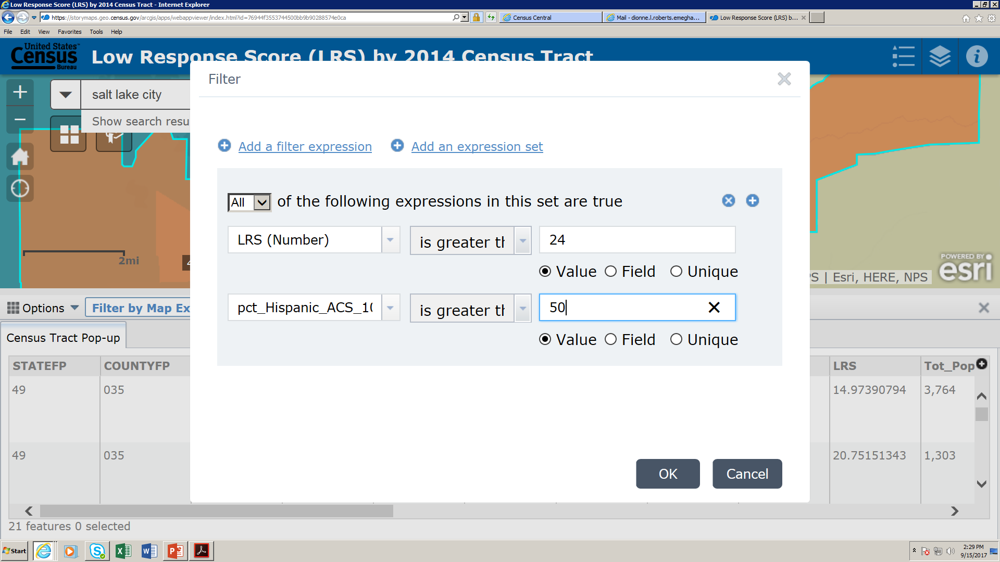 Low Response Score (LRS) by 2014 Census Tract - Internet Explorer
https://storymaps.geo.census.gov/arcgis/apps/webappviewer/index.html?id=76944f3553744500bb9b90288574e0ca
Census Central
Mail - dionne.l.roberts.emegha...
Low Response Score (LRS) b...
File Edit View Favorites Tools Help
United States™
Census
Bureau
Low Response Score (LRS) by 2014 Census Tract
Filter
salt lake city
Show search resu
Add a filter expression
Add an expression set
All of the following expressions in this set are true
LRS (Number)
is greater th
24
Value Field Unique
pct_Hispanic_ACS_10
is greater th
50
Value Field Unique
2mi
POWERED BY
esri
PS | Esri, HERE, NPS
Options
Filter by Map Ex
Census Tract Pop-up
STATEFP COUNTYFP LRS Tot_Pop
49 035 14.97390794 3,764
49 035 20.75151343 1,303
OK
Cancel
21 features 0 selected
Start
2:29 PM
9/15/2017